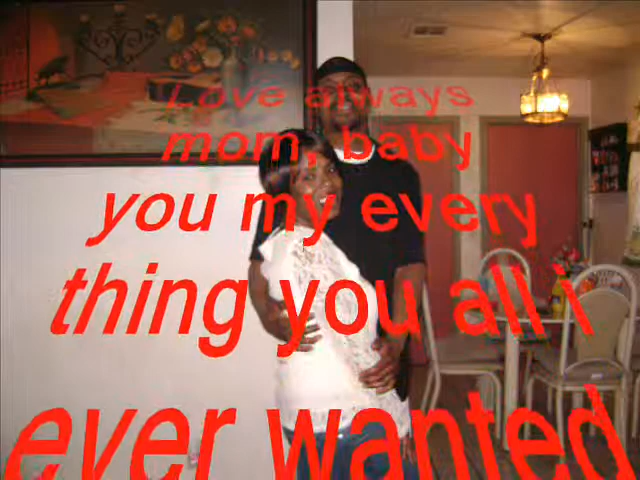 Love always
mom, baby
you my every
thing you all i
ever wanted